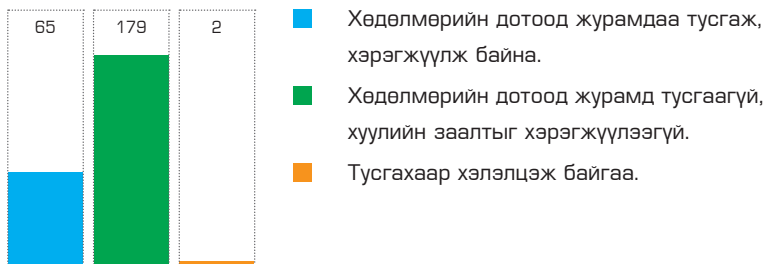 65 179 2
Хөдөлмөрийн дотоод журамдаа тусгаж,
хэрэгжүүлж байна.
Хөдөлмөрийн дотоод журамд тусгаагүй,
хуулийн заалтыг хэрэгжүүлээгүй.
Тусгахаар хэлэлцэж байгаа.